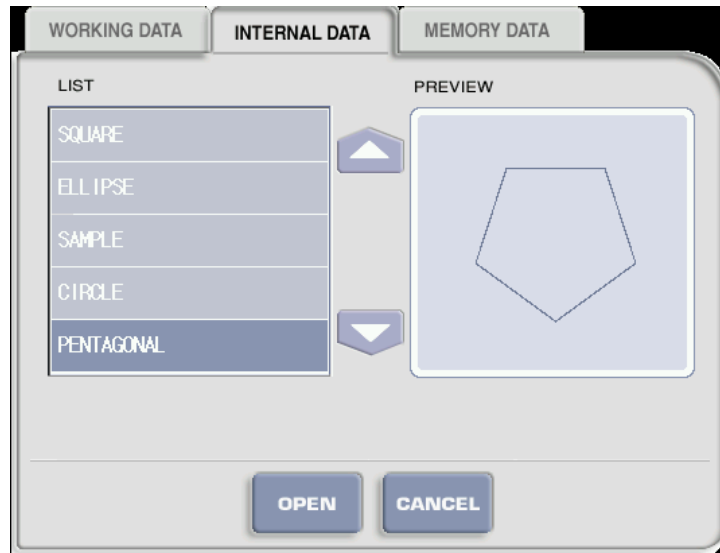 WORKING DATA
INTERNAL DATA
MEMORY DATA
LIST
PREVIEW
SQUARE
ELLIPSE
SAMPLE
CIRCLE
PENTAGONAL
OPEN
CANCEL